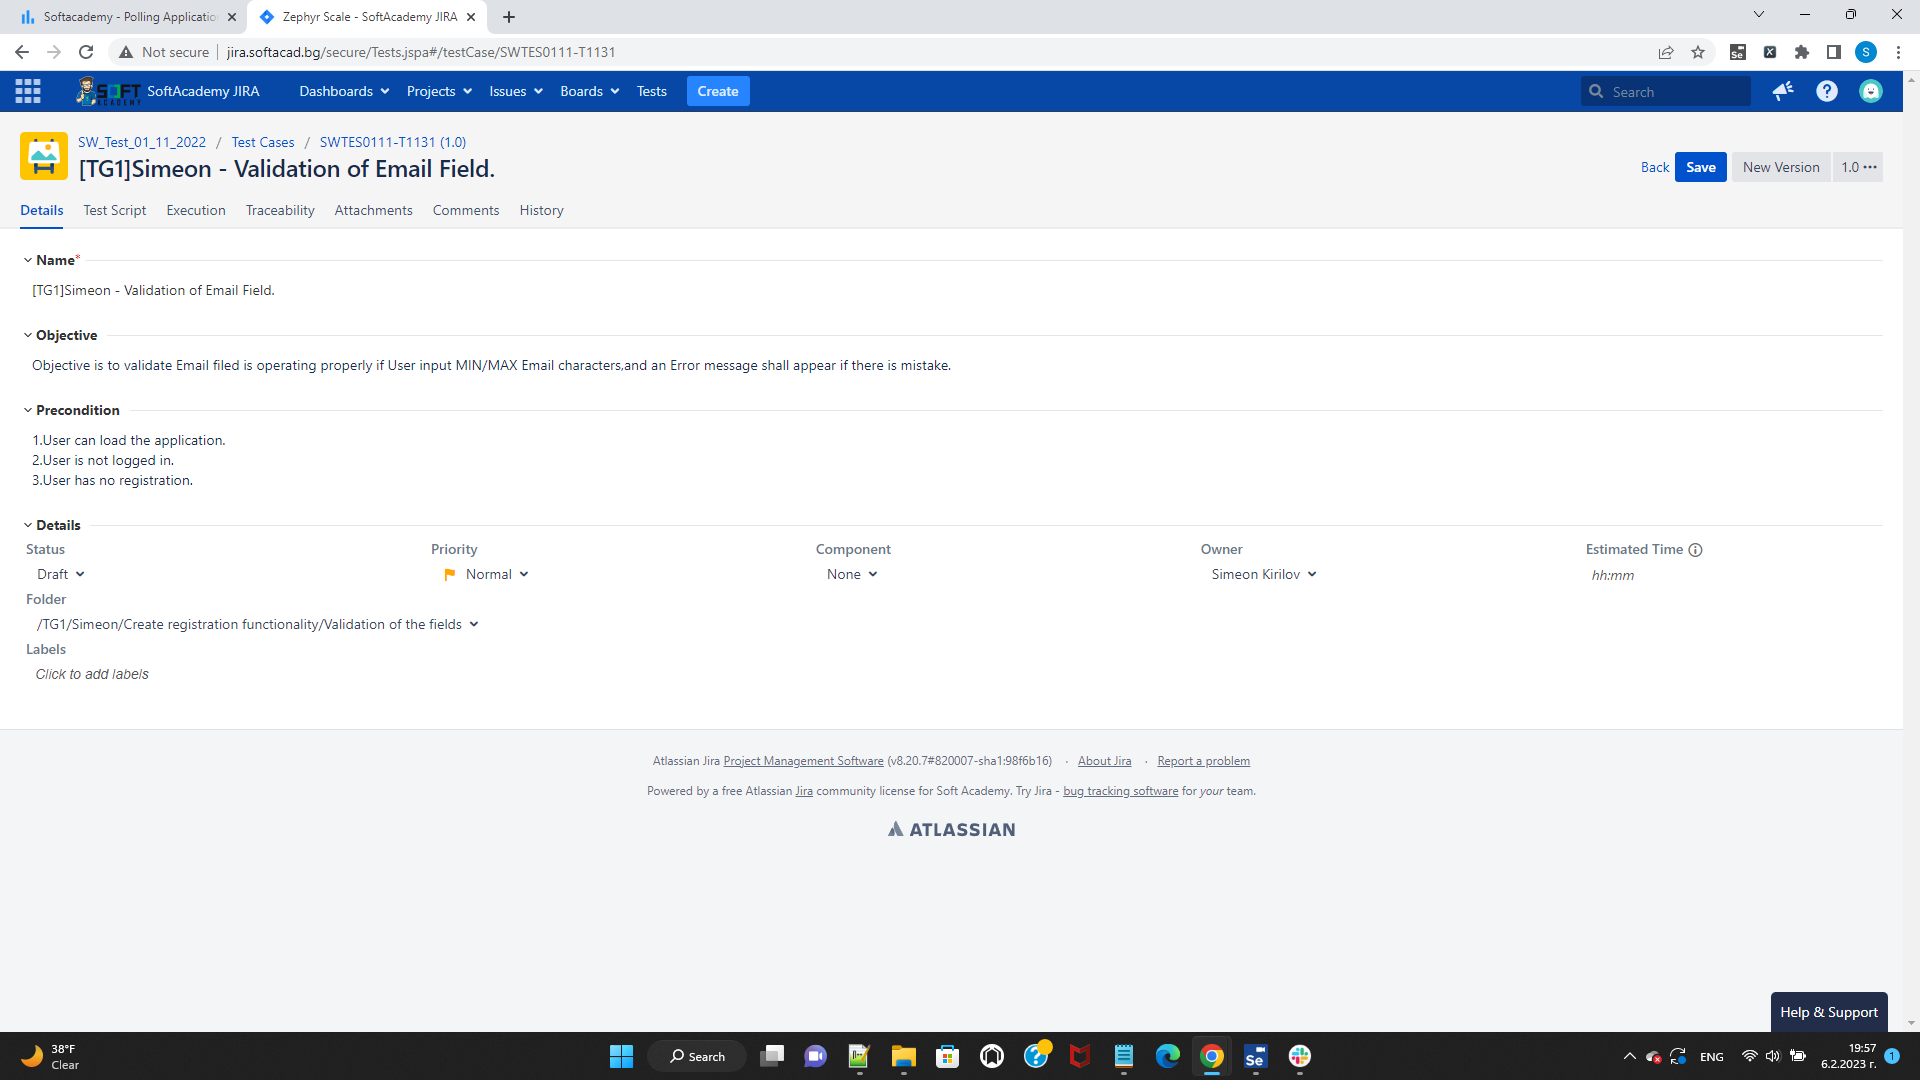 Softacademy - Polling Applicatio
Zephyr Scale - SoftAcademy JIRA
Not secure
jira.softacad.bg/secure/Tests.jspa#/testCase/SWTES0111-T1131
S
SOFT ACADEMY SoftAcademy JIRA Dashboards Projects Issues Boards Tests Create Search
SW_Test_01_11_2022 / Test Cases / SWTES0111-T1131 (1.0)
[TG1]Simeon - Validation of Email Field.
Back Save New Version 1.0
Details Test Script Execution Traceability Attachments Comments History
Name*
[TG1]Simeon - Validation of Email Field.
Objective
Objective is to validate Email filed is operating properly if User input MIN/MAX Email characters,and an Error message shall appear if there is mistake.
Precondition
1.User can load the application.
2.User is not logged in.
3.User has no registration.
Details
Status Priority Component Owner Estimated Time
Draft Normal None Simeon Kirilov hh:mm
Folder
/TG1/Simeon/Create registration functionality/Validation of the fields
Labels
Click to add labels
Atlassian Jira Project Management Software (v8.20.7#820007-sha1:98f6b16) · About Jira · Report a problem
Powered by a free Atlassian Jira community license for Soft Academy. Try Jira - bug tracking software for your team.
ATLASSIAN
Help & Support
38°F
Clear
Search
Se
ENG
19:57
6.2.2023 г.
1